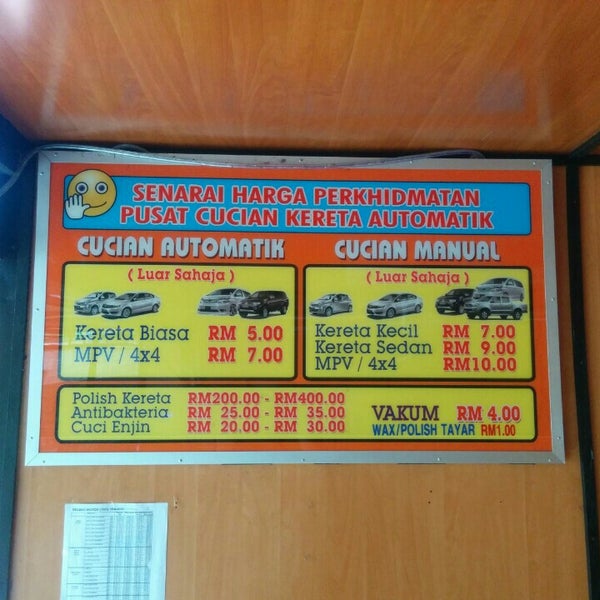 SENARAI HARGA PERKHIDMATAN
PUSAT CUCIAN KERETA AUTOMATIK
CUCIAN AUTOMATIK
( Luar Sahaja )
Kereta Biasa RM 5.00
MPV / 4x4 RM 7.00
CUCIAN MANUAL
( Luar Sahaja )
Kereta Kecil RM 7.00
Kereta Sedan RM 9.00
MPV / 4x4 RM10.00
Polish Kereta RM200.00 - RM400.00
Antibakteria RM 25.00 - RM 35.00
Cuci Enjin RM 20.00 - RM 30.00
VAKUM RM 4.00
WAX/POLISH TAYAR RM1.00